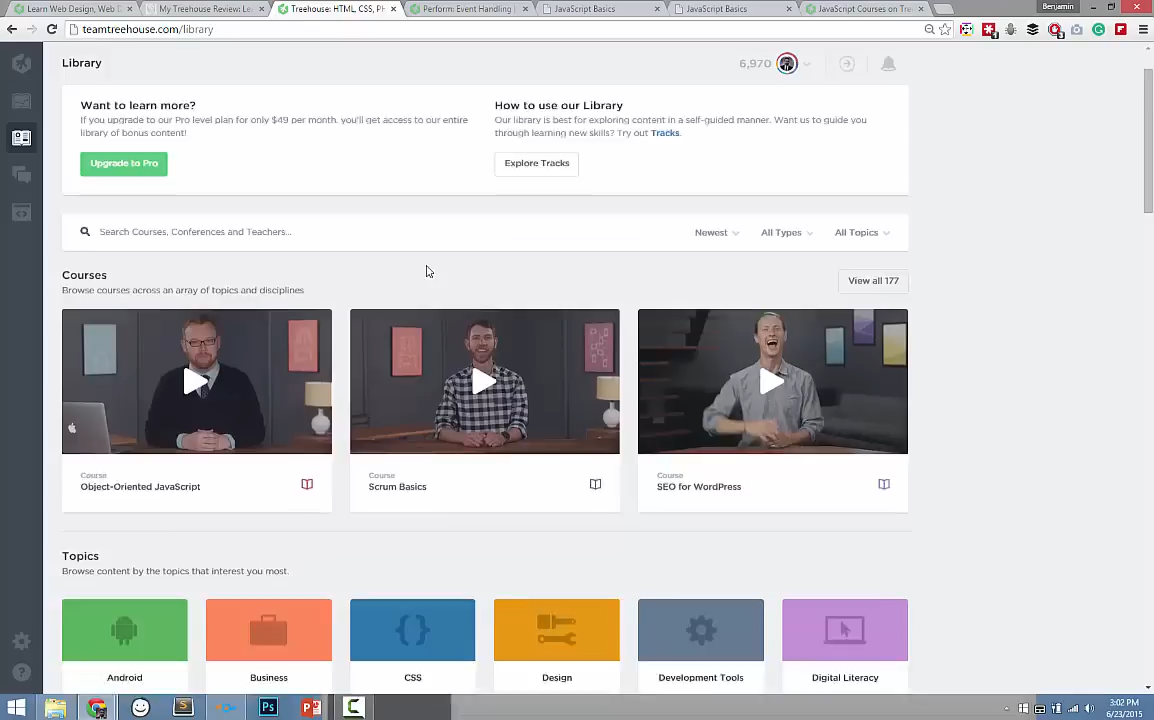 Learn Web Design, Web D
My Treehouse Review: Le
Treehouse: HTML, CSS, Ph
Perform: Event Handling |
JavaScript Basics
JavaScript Basics
JavaScript Courses on Tre
Benjamin
teamtreehouse.com/library
Library
6,970
Want to learn more?
If you upgrade to our Pro level plan for only $49 per month, you'll get access to our entire
library of bonus content!
Upgrade to Pro
How to use our Library
Our library is best for exploring content in a self-guided manner. Want us to guide you
through learning new skills? Try out Tracks.
Explore Tracks
Search Courses, Conferences and Teachers...
Newest
All Types
All Topics
Courses
Browse courses across an array of topics and disciplines
View all 177
Course
Object-Oriented JavaScript
Course
Scrum Basics
Course
SEO for WordPress
Topics
Browse content by the topics that interest you most.
Android
Business
CSS
Design
Development Tools
Digital Literacy
3:02 PM
6/23/2015